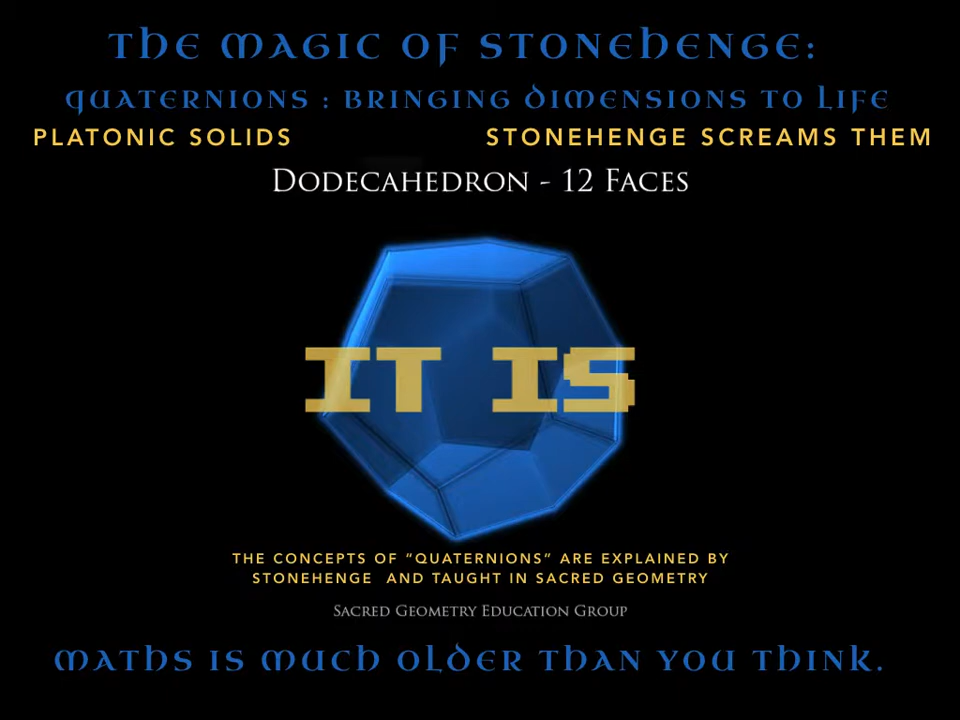 THE MAGIC OF STONEHENGE:
QUATERNIONS : BRINGING DIMENSIONS TO LIFE
PLATONIC SOLIDS STONEHENGE SCREAMS THEM
DODECAHEDRON - 12 FACES
IT IS
THE CONCEPTS OF “QUATERNIONS” ARE EXPLAINED BY
STONEHENGE AND TAUGHT IN SACRED GEOMETRY
SACRED GEOMETRY EDUCATION GROUP
MATHS IS MUCH OLDER THAN YOU THINK.